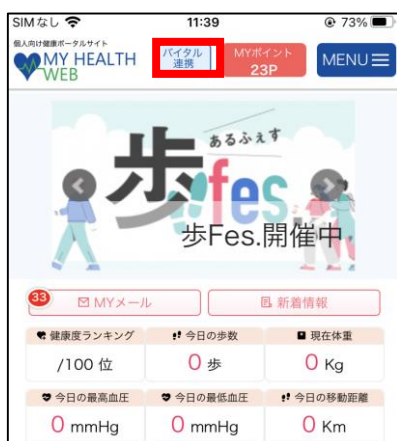 SIMなし 11:39 73%
個人向け健康ポータルサイト
MY HEALTH WEB
バイタル
連携
MYポイント
23P
MENU
あるふぇす
歩fes
歩Fes.開催中
33
MYメール
新着情報
健康度ランキング 今日の歩数 現在体重
/100 位 0 歩 0 Kg
今日の最高血圧 今日の最低血圧 今日の移動距離
0 mmHg 0 mmHg 0 Km